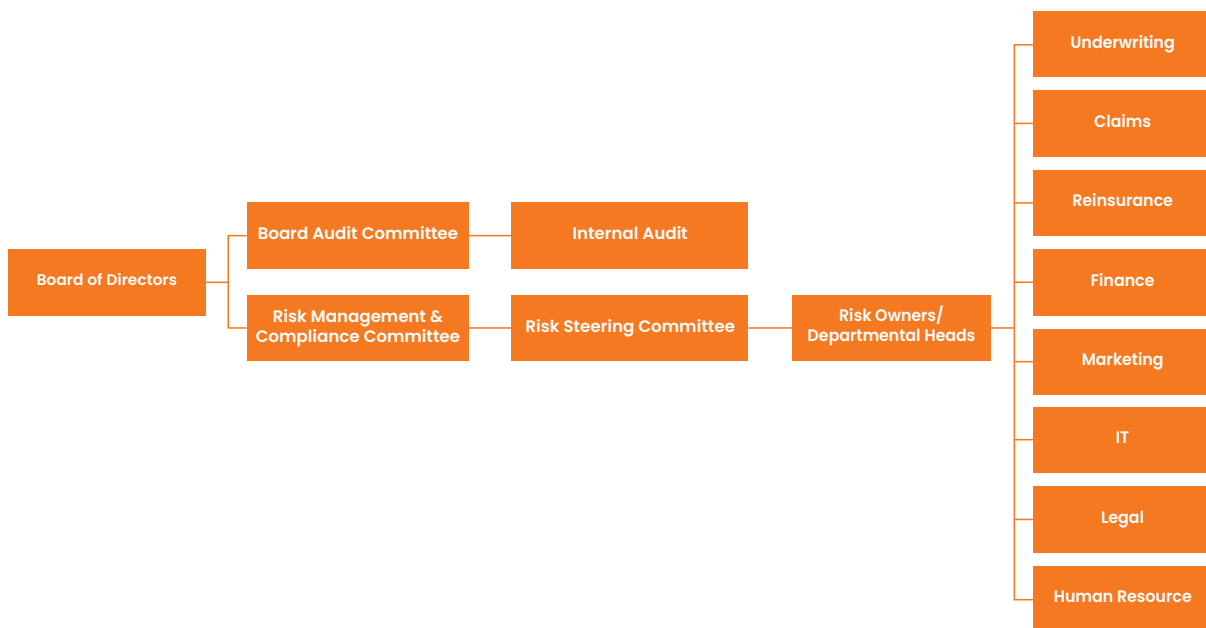 Board of Directors
Board Audit Committee
Internal Audit
Risk Management &
Compliance Committee
Risk Steering Committee
Risk Owners/
Departmental Heads
Underwriting
Claims
Reinsurance
Finance
Marketing
IT
Legal
Human Resource